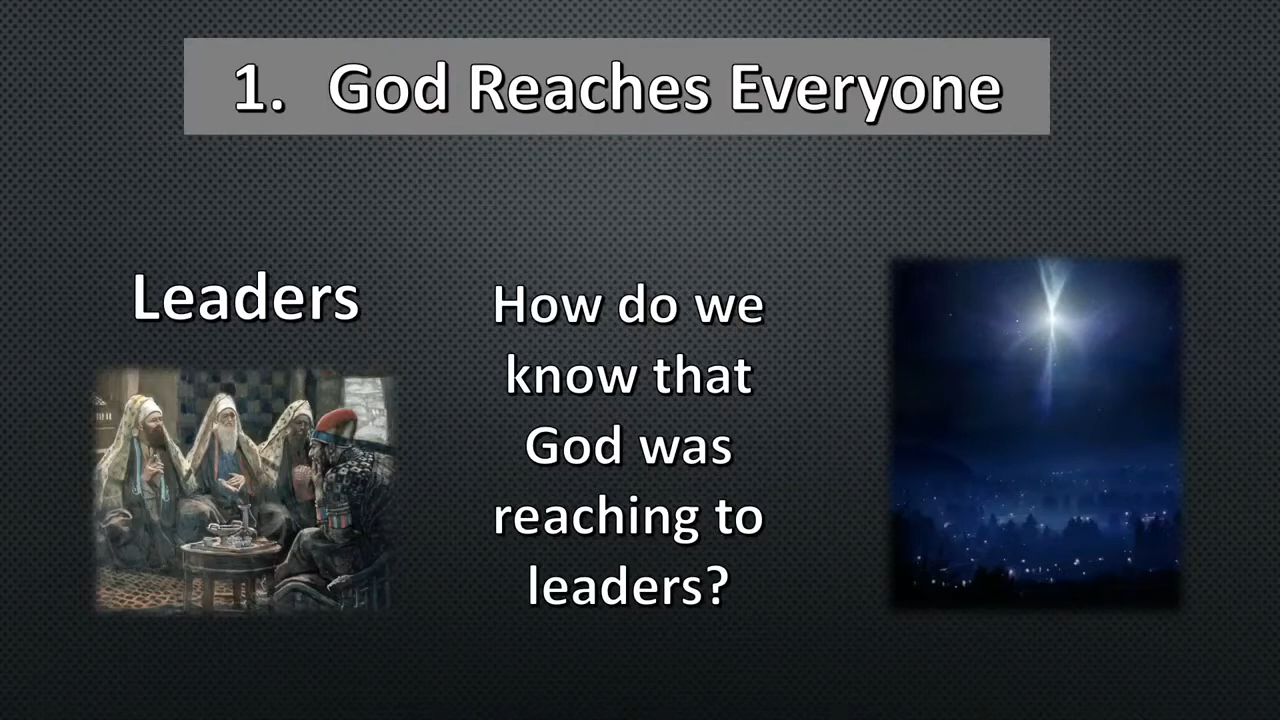 1. God Reaches Everyone
Leaders
How do we
know that
God was
reaching to
leaders?